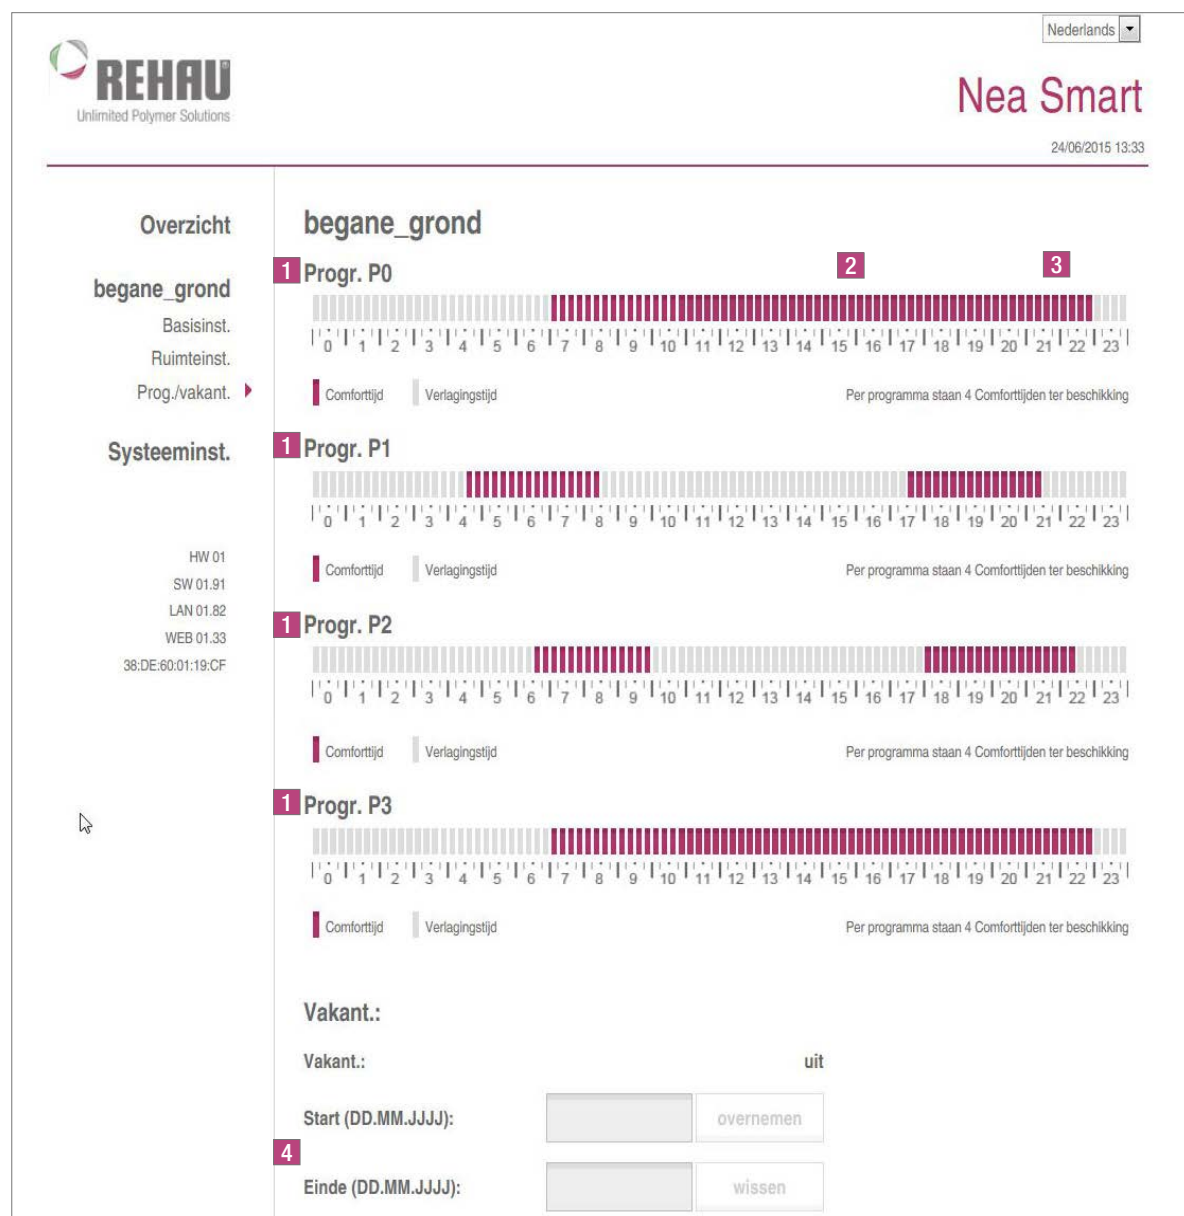 Nederlands
REHAU
Unlimited Polymer Solutions
Nea Smart
24/06/2015 13:33
Overzicht
begane_grond
Basisinst.
Ruimteinst.
Prog./vakant.
Systeeminst.
HW 01
SW 01.91
LAN 01.82
WEB 01.33
38:DE:60:01:19:CF
begane_grond
1 Progr. P0 2 3
0 1 2 3 4 5 6 7 8 9 10 11 12 13 14 15 16 17 18 19 20 21 22 23
Comforttijd Verlagingstijd Per programma staan 4 Comforttijden ter beschikking
1 Progr. P1
0 1 2 3 4 5 6 7 8 9 10 11 12 13 14 15 16 17 18 19 20 21 22 23
Comforttijd Verlagingstijd Per programma staan 4 Comforttijden ter beschikking
1 Progr. P2
0 1 2 3 4 5 6 7 8 9 10 11 12 13 14 15 16 17 18 19 20 21 22 23
Comforttijd Verlagingstijd Per programma staan 4 Comforttijden ter beschikking
1 Progr. P3
0 1 2 3 4 5 6 7 8 9 10 11 12 13 14 15 16 17 18 19 20 21 22 23
Comforttijd Verlagingstijd Per programma staan 4 Comforttijden ter beschikking
Vakant.:
Vakant.: uit
Start (DD.MM.JJJJ): overnemen
4
Einde (DD.MM.JJJJ): wissen